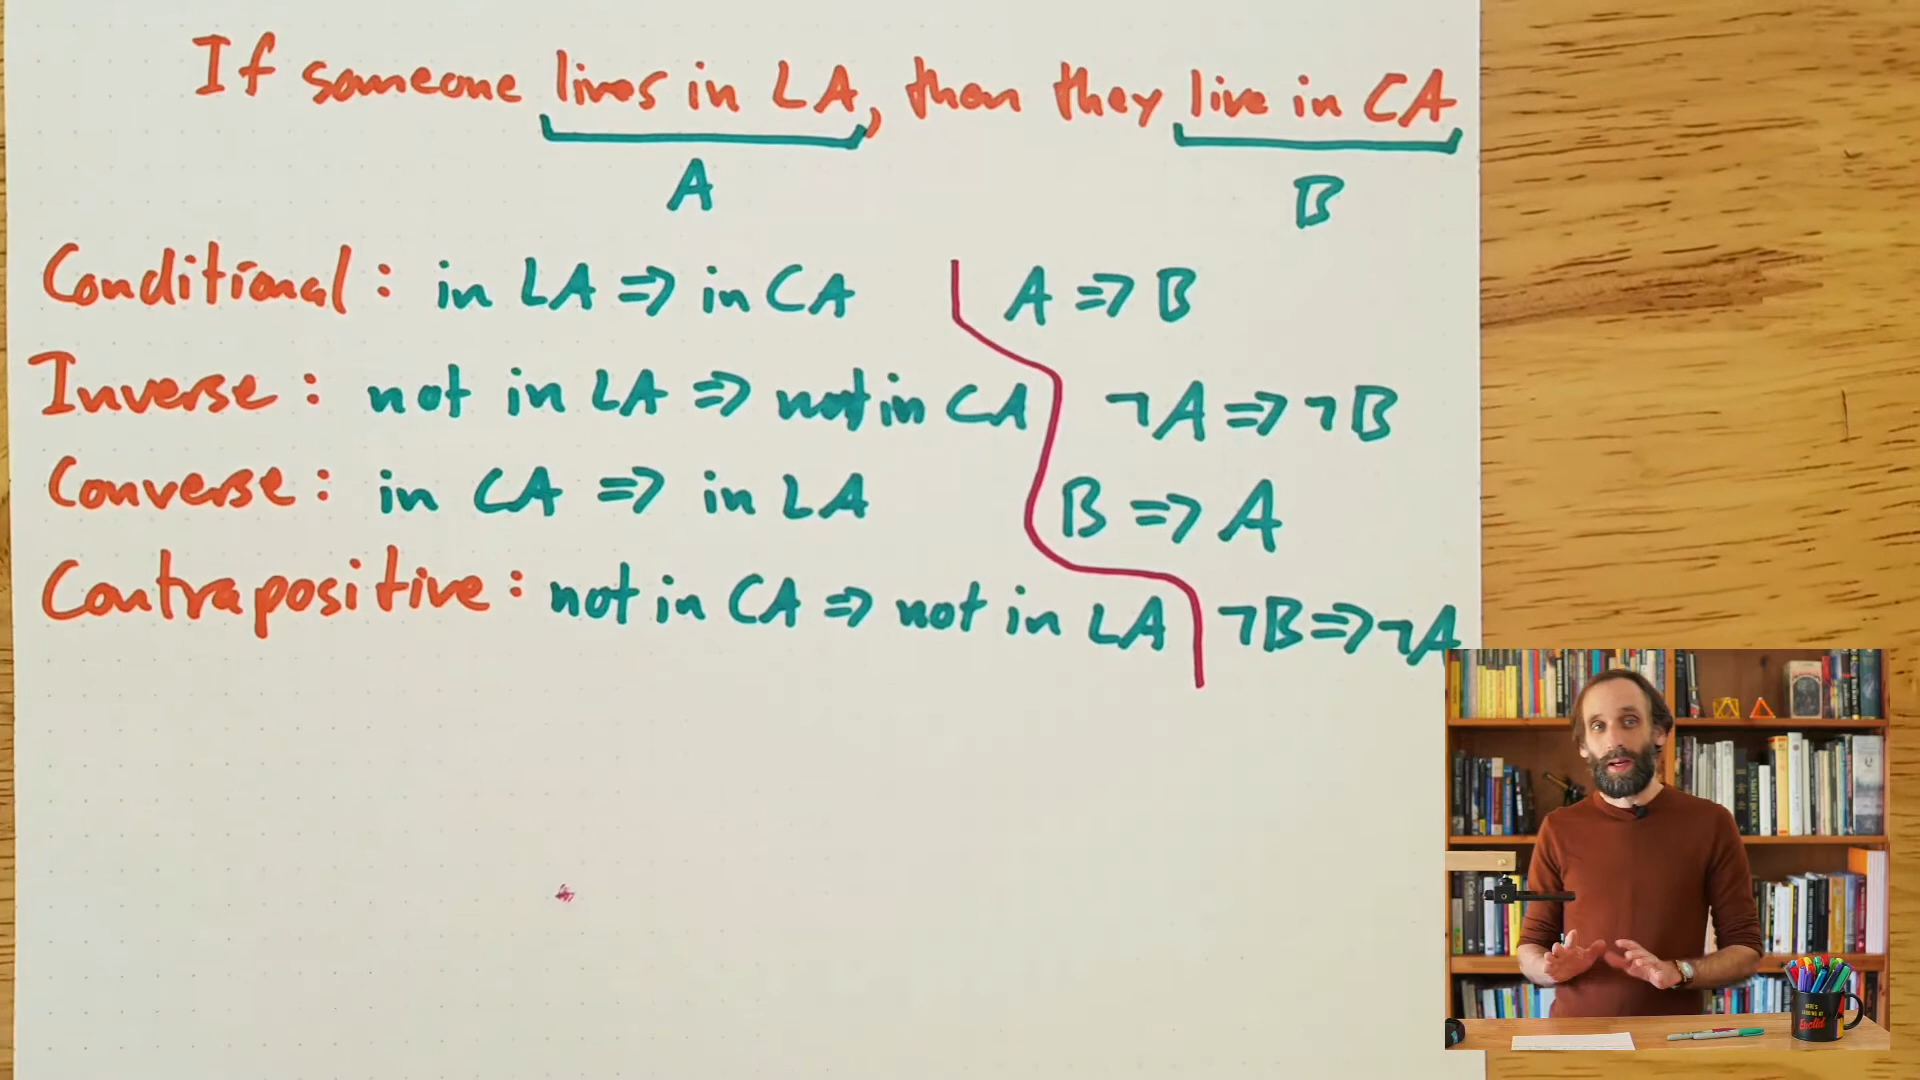 If someone lives in LA, then they live in CA
A B
Conditional: in LA => in CA A => B
Inverse: not in LA => not in CA ¬A => ¬B
Converse: in CA => in LA B => A
Contrapositive: not in CA => not in LA ¬B => ¬A
Euclid